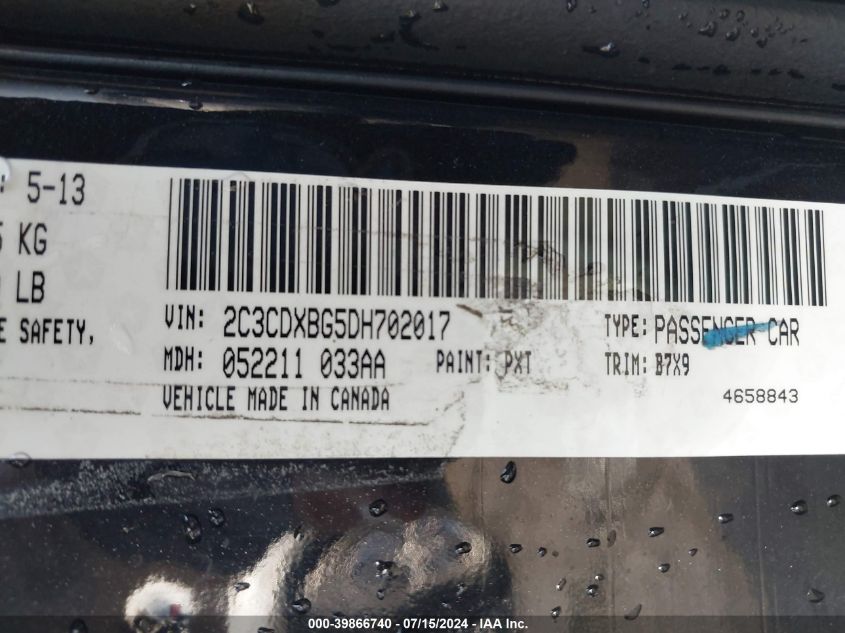 : 5-13
KG
LB
E SAFETY,
VIN: 2C3CDXBG5DH702017 TYPE: PASSENGER CAR
MDH: 052211 033AA PAINT: PXT TRIM: B7X9
VEHICLE MADE IN CANADA 4658843
000-39866740 - 07/15/2024 - IAA Inc.